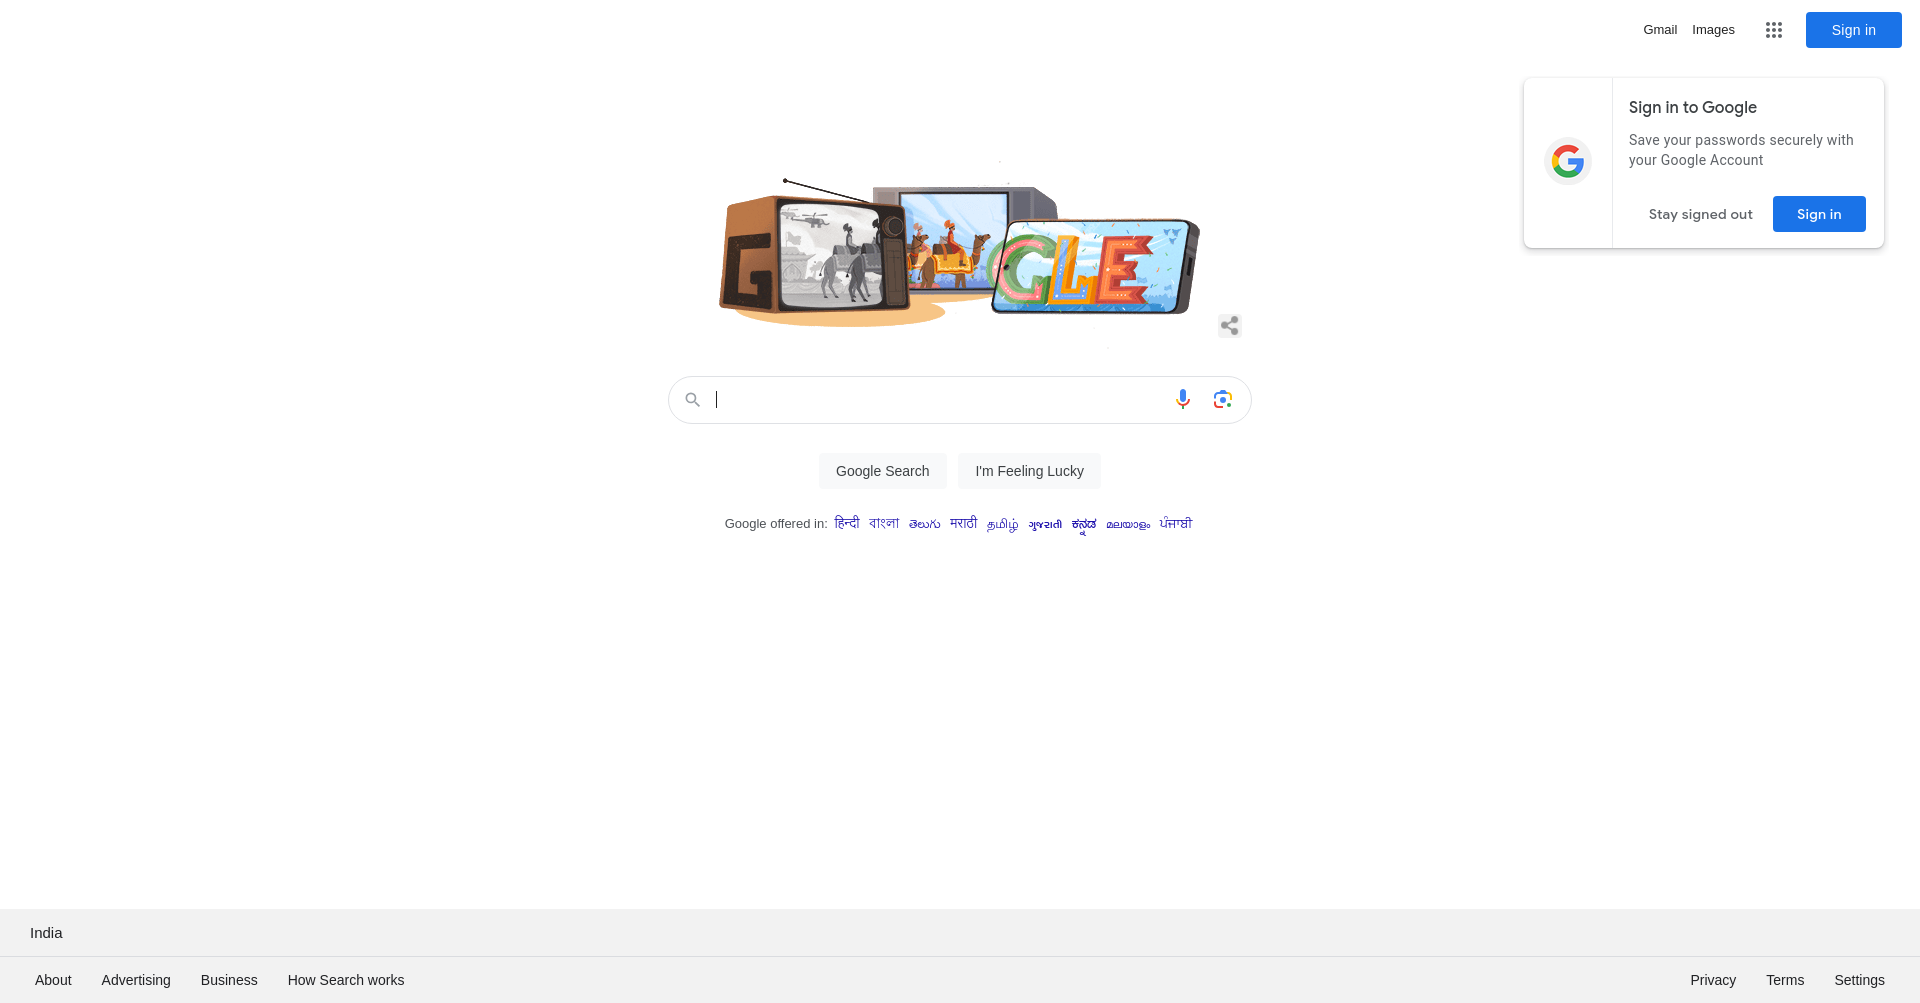 Gmail Images Sign in
Sign in to Google
Save your passwords securely with
your Google Account
Stay signed out Sign in
G GLE
Google Search I'm Feeling Lucky
Google offered in: हिन्दी বাংলা తెలుగు मराठी தமிழ் ગુજરાતી ಕನ್ನಡ മലയാളം ਪੰਜਾਬੀ
India
About Advertising Business How Search works Privacy Terms Settings